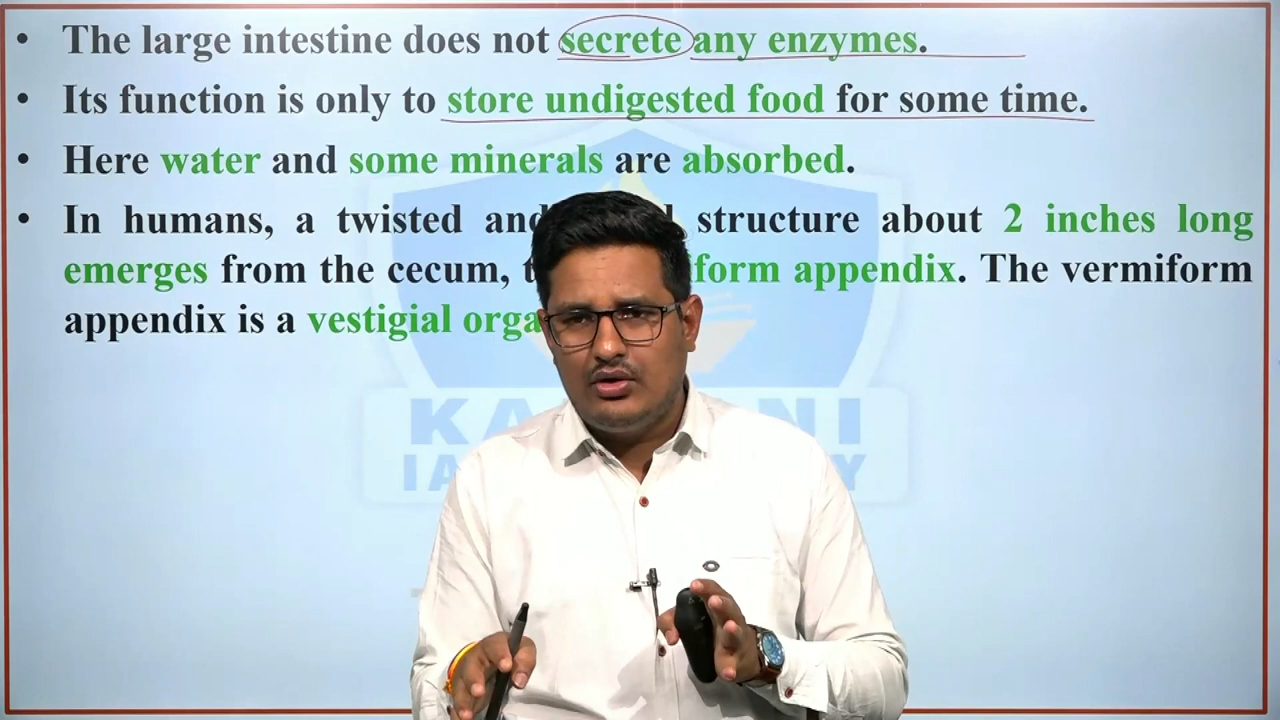 • The large intestine does not secrete any enzymes.
• Its function is only to store undigested food for some time.
• Here water and some minerals are absorbed.
• In humans, a twisted and structure about 2 inches long
emerges from the cecum, appendix. The vermiform
appendix is a vestigial